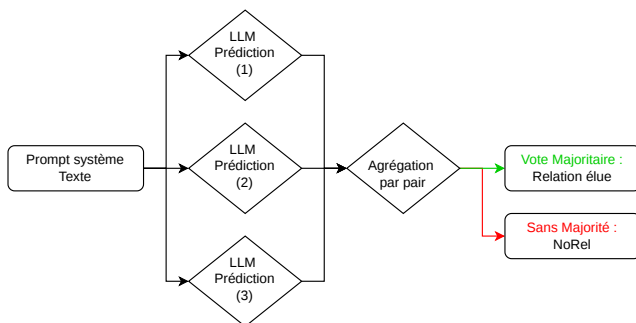 LLM
Prédiction
(1)
Prompt système
Texte
LLM
Prédiction
(2)
Agrégation
par pair
Vote Majoritaire :
Relation élue
Sans Majorité :
NoRel
LLM
Prédiction
(3)